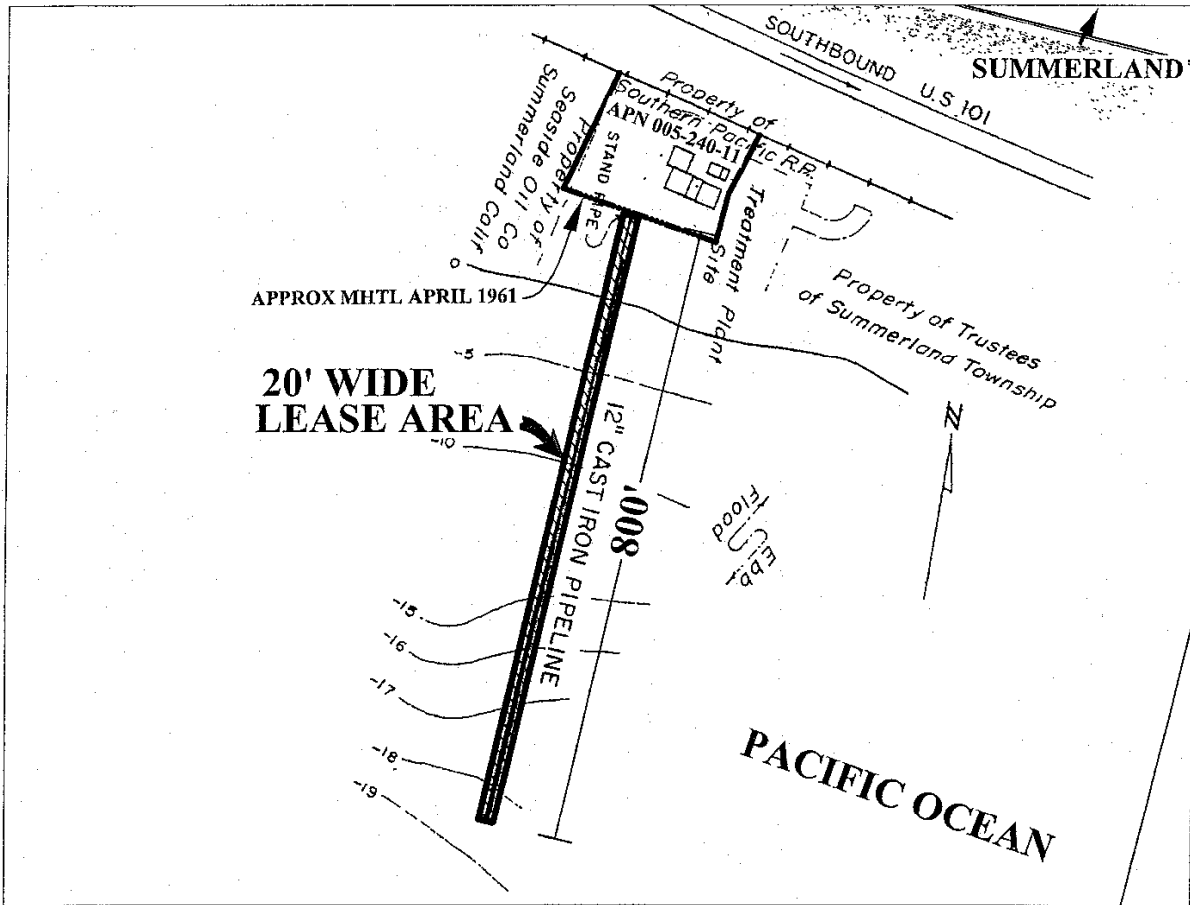 SOUTHBOUND
U.S. 101
SUMMERLAND
Property of
Southern Pacific R.R.
APN 005-240-11
STAND PIPE
Property of
Seaside Oil Co
Summerland Calif
Treatment Plant
Site
APPROX MHTL APRIL 1961
Property of Trustees
of Summerland Township
0
-5
20' WIDE
LEASE AREA
-10
12" CAST IRON PIPELINE
800'
N
Flood
Ebb
-15
-16
-17
-18
-19
PACIFIC OCEAN